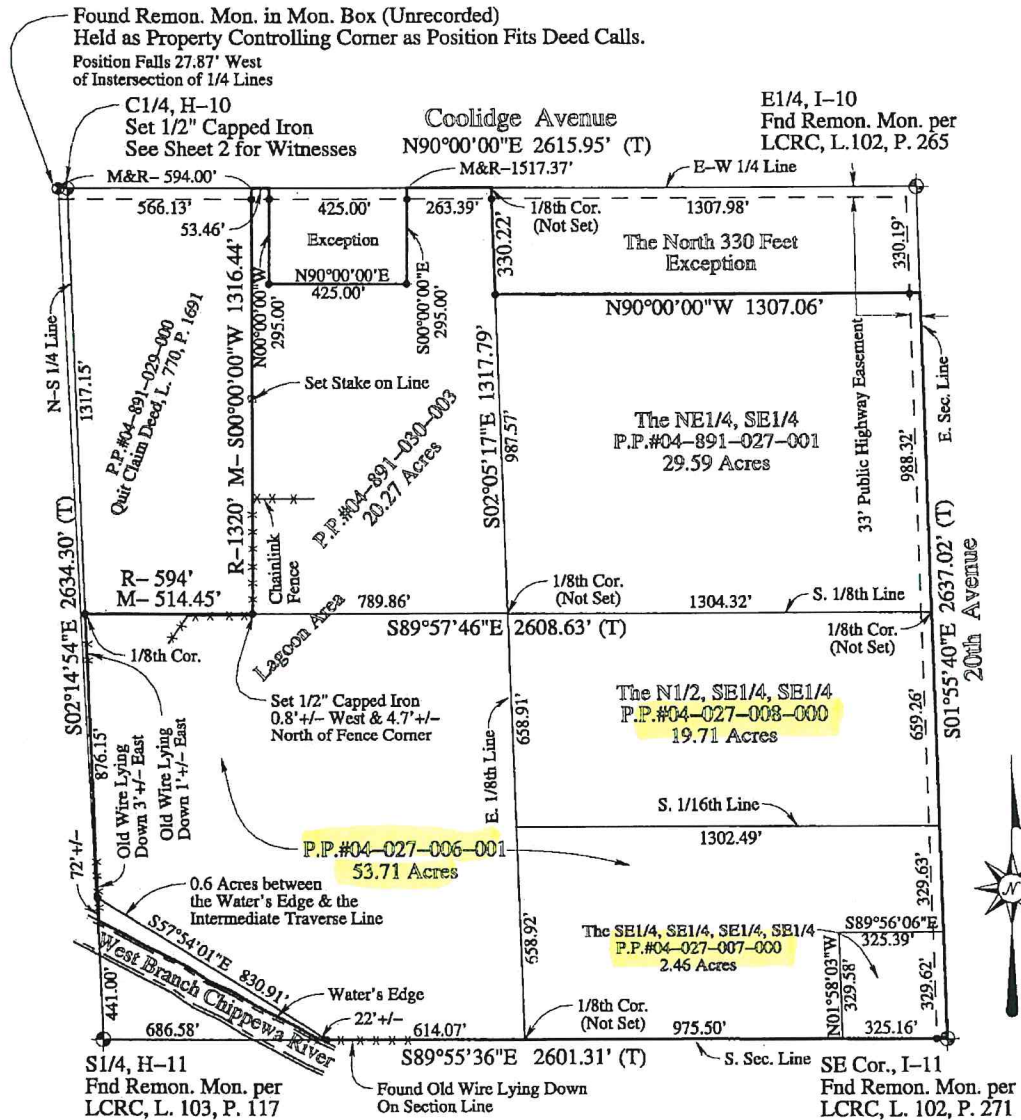 Found Remon. Mon. in Mon. Box (Unrecorded)
Held as Property Controlling Corner as Position Fits Deed Calls.
Position Falls 27.87' West
of Instersection of 1/4 Lines
C1/4, H-10
Set 1/2" Capped Iron
See Sheet 2 for Witnesses
Coolidge Avenue
N90°00'00"E 2615.95' (T)
E1/4, I-10
Fnd Remon. Mon. per
LCRC, L.102, P. 265
M&R- 594.00'
M&R-1517.37'
E-W 1/4 Line
566.13'
53.46'
425.00'
263.39'
1/8th Cor.
(Not Set)
1307.98'
Exception
N90°00'00'E
425.00'
N00°00'00"W
295.00'
S00°00'00"E
295.00'
330.22'
The North 330 Feet
Exception
330.19'
N90°00'00"W 1307.06'
N-S 1/4 Line
1317.15'
P.P.#04-891-029-000
Quit Claim Deed, L. 770, P. 1691
R-1320' M- S00°00'00"W 1316.44'
Set Stake on Line
Chainlink
Fence
P.P.#04-891-030-003
20.27 Acres
S02°05'17"E 1317.79'
987.57'
The NE1/4, SE1/4
P.P.#04-891-027-001
29.59 Acres
33' Public Highway Easement
E. Sec. Line
988.32'
S02°14'54"E 2634.30' (T)
R- 594'
M- 514.45'
Lagoon Area
789.86'
1/8th Cor.
(Not Set)
1304.32'
S. 1/8th Line
S89°57'46"E 2608.63' (T)
1/8th Cor.
(Not Set)
S01°55'40"E 2637.02' (T)
20th Avenue
1/8th Cor.
Set 1/2" Capped Iron
0.8'+/- West & 4.7'+/-
North of Fence Corner
876.15'
Old Wire Lying
Down 3'+/- East
Old Wire Lying
Down 1'+/- East
E. 1/8th Line
658.91'
The N1/2, SE1/4, SE1/4
P.P.#04-027-008-000
19.71 Acres
659.26'
S. 1/16th Line
1302.49'
P.P.#04-027-006-001
53.71 Acres
72'+/-
0.6 Acres between
the Water's Edge & the
Intermediate Traverse Line
S57°54'01"E 830.91'
West Branch Chippewa River
441.00'
Water's Edge
22'+/-
658.92'
The SE1/4, SE1/4, SE1/4, SE1/4
P.P.#04-027-007-000
2.46 Acres
329.63'
S89°56'06"E
325.39'
N01°58'03"W
329.58'
329.62'
N
686.58'
614.07'
1/8th Cor.
(Not Set)
975.50'
325.16'
S89°55'36"E 2601.31' (T)
S. Sec. Line
S1/4, H-11
Fnd Remon. Mon. per
LCRC, L. 103, P. 117
Found Old Wire Lying Down
On Section Line
SE Cor., I-11
Fnd Remon. Mon. per
LCRC, L. 102, P. 271